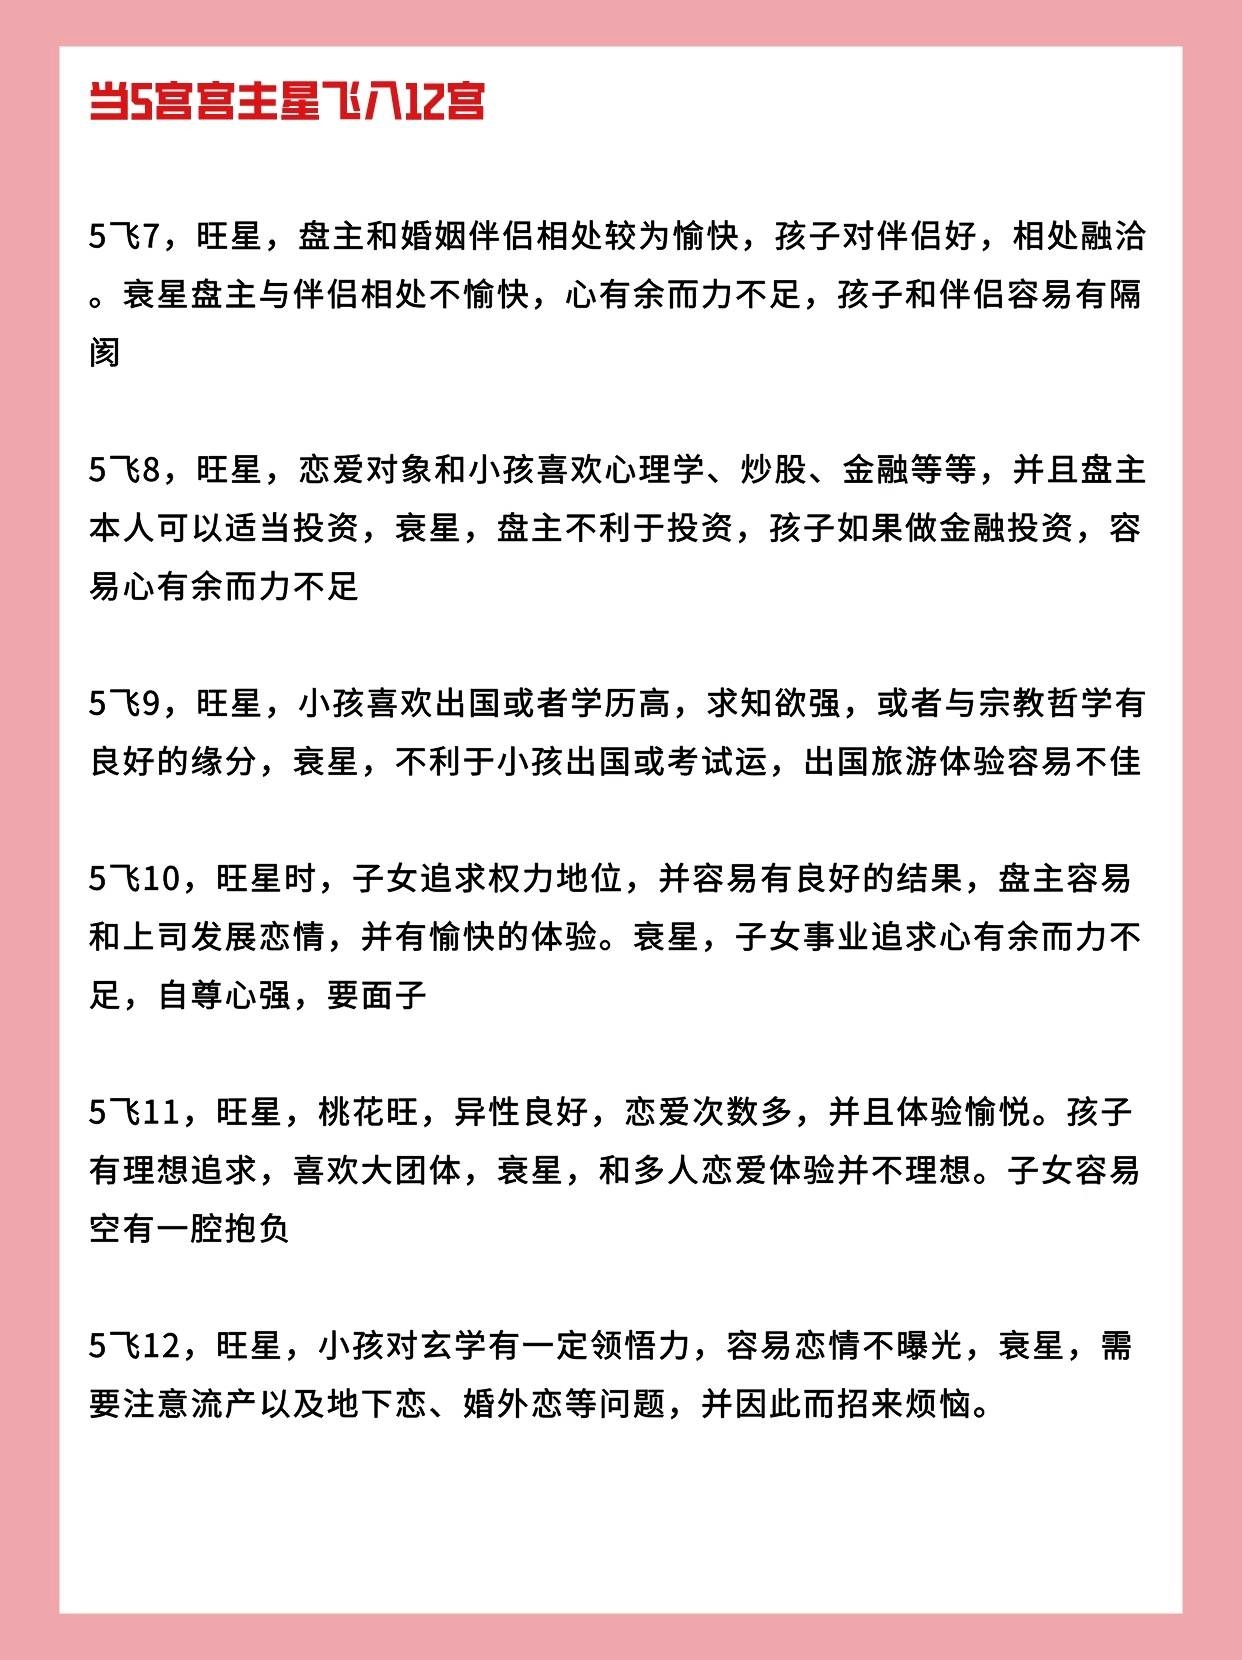 当5宫宫主星飞入12宫
5飞7，旺星，盘主和婚姻伴侣相处较为愉快，孩子对伴侣好，相处融洽
。衰星盘主与伴侣相处不愉快，心有余而力不足，孩子和伴侣容易有隔
阂
5飞8，旺星，恋爱对象和小孩喜欢心理学、炒股、金融等等，并且盘主
本人可以适当投资，衰星，盘主不利于投资，孩子如果做金融投资，容
易心有余而力不足
5飞9，旺星，小孩喜欢出国或者学历高，求知欲强，或者与宗教哲学有
良好的缘分，衰星，不利于小孩出国或考试运，出国旅游体验容易不佳
5飞10，旺星时，子女追求权力地位，并容易有良好的结果，盘主容易
和上司发展恋情，并有愉快的体验。衰星，子女事业追求心有余而力不
足，自尊心强，要面子
5飞11，旺星，桃花旺，异性良好，恋爱次数多，并且体验愉悦。孩子
有理想追求，喜欢大团体，衰星，和多人恋爱体验并不理想。子女容易
空有一腔抱负
5飞12，旺星，小孩对玄学有一定领悟力，容易恋情不曝光，衰星，需
要注意流产以及地下恋、婚外恋等问题，并因此而招来烦恼。